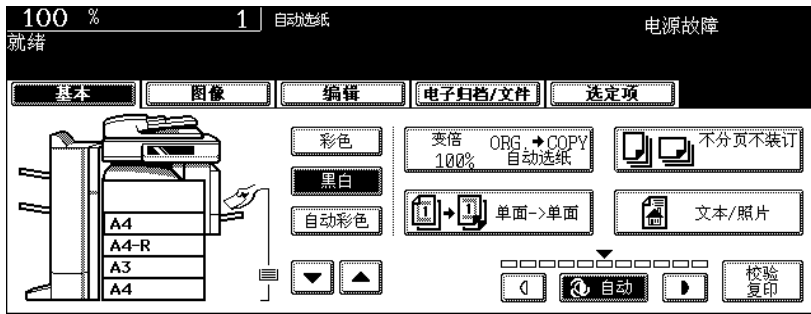 100 % 1 自动选纸 电源故障
就绪
基本 图像 编辑 电子归档/文件 选定项
彩色
黑白
自动彩色
变倍 ORG.➔COPY
100% 自动选纸
不分页不装订
1➔1 单面->单面
文本/照片
A4
A4-R
A3
A4
自动
校验
复印